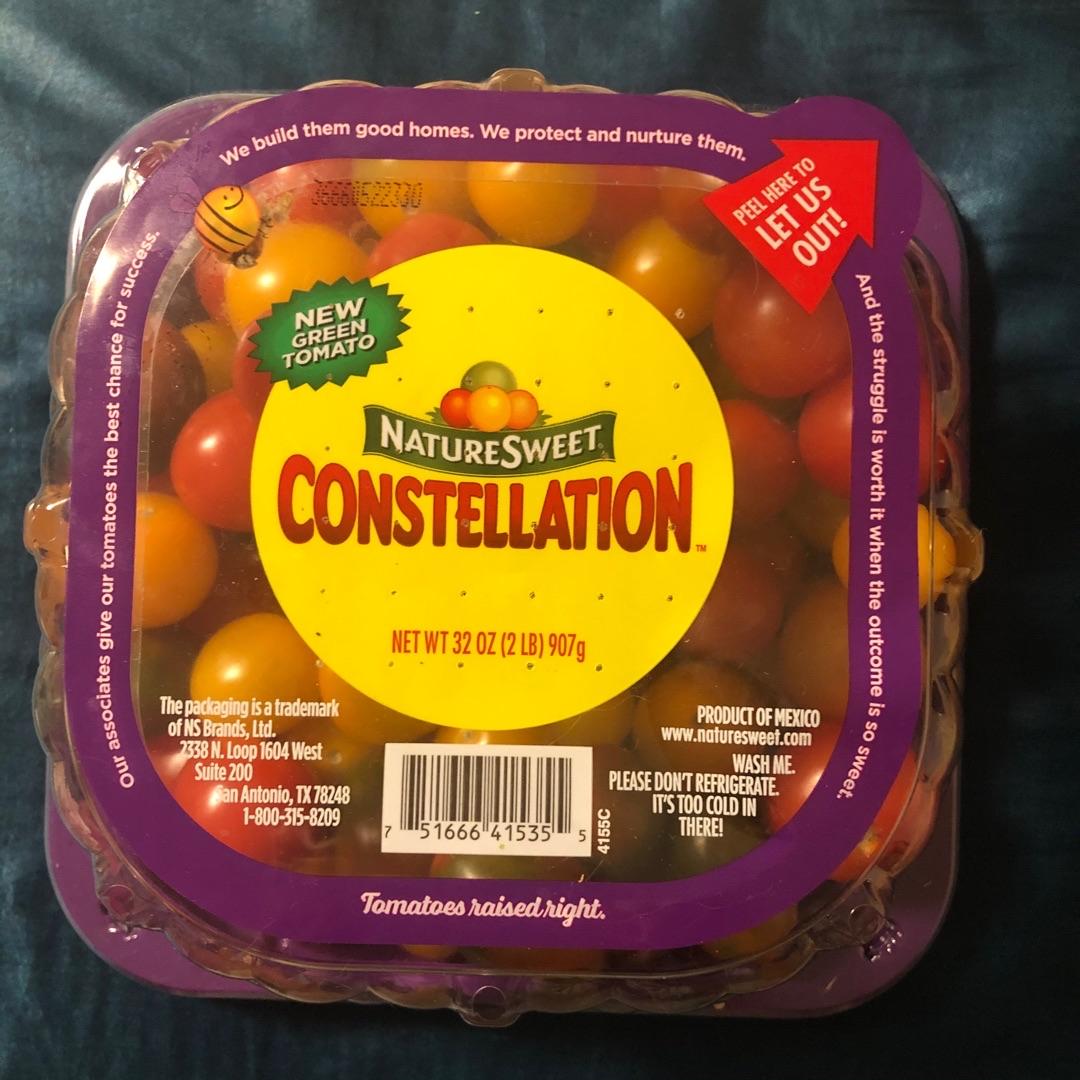 We build them good homes. We protect and nurture them.
PEEL HERE TO
LET US
OUT!
And the struggle is worth it when the outcome is so sweet.
Our associates give our tomatoes the best chance for success.
NEW
GREEN
TOMATO
NATURESWEET
CONSTELLATION™
NET WT 32 OZ (2 LB) 907g
The packaging is a trademark
of NS Brands, Ltd.
2338 N. Loop 1604 West
Suite 200
San Antonio, TX 78248
1-800-315-8209
7 51666 41535 5
4155C
PRODUCT OF MEXICO
www.naturesweet.com
WASH ME.
PLEASE DON'T REFRIGERATE.
IT'S TOO COLD IN
THERE!
Tomatoes raised right.